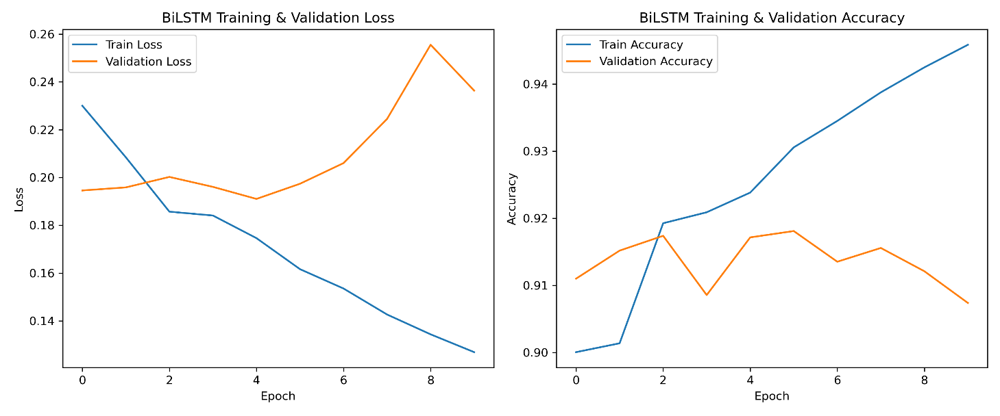 BiLSTM Training & Validation Loss
Train Loss
Validation Loss
0.26
0.24
0.22
0.20
0.18
0.16
0.14
Loss
0 2 4 6 8
Epoch
BiLSTM Training & Validation Accuracy
Train Accuracy
Validation Accuracy
0.94
0.93
0.92
0.91
0.90
Accuracy
0 2 4 6 8
Epoch